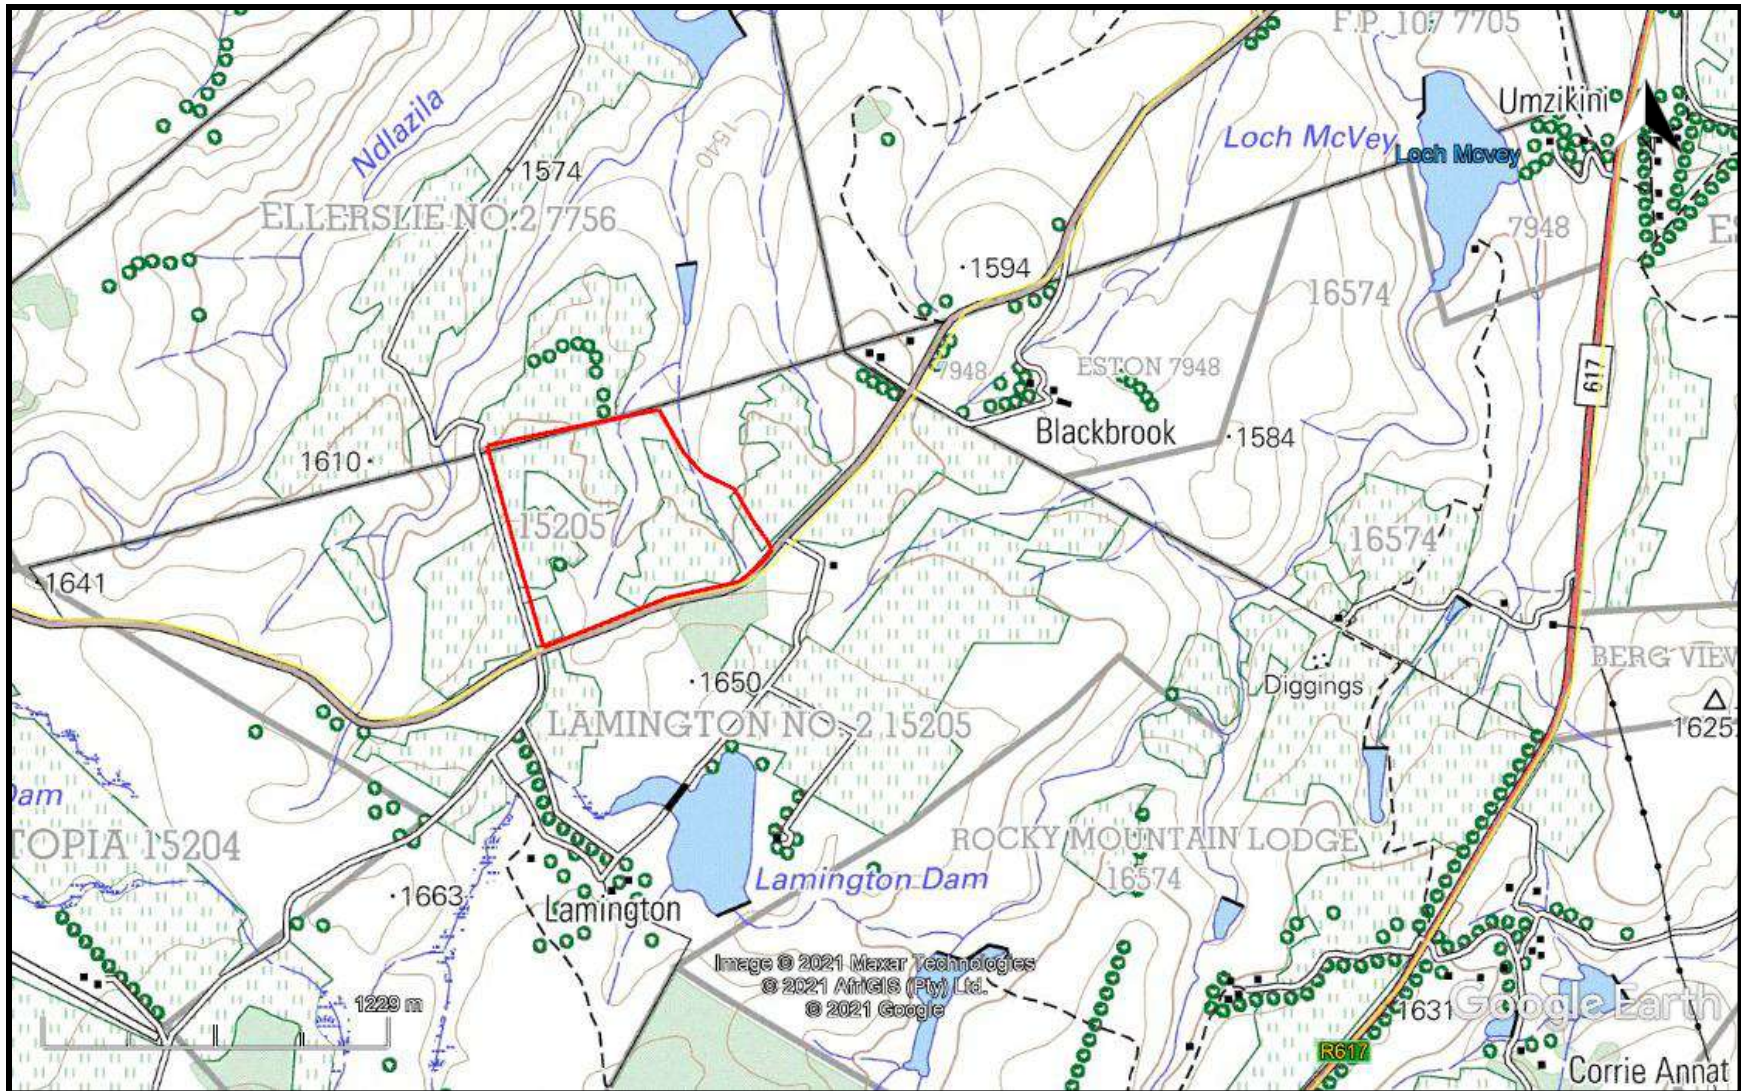 F.P. 107 7705
Umzikini
Ndlazila
1540
Loch McVey
Loch Mcvey
1574
ELLERSLIE NO.2 7756
7948
1594
16574
7948
ESTON 7948
617
Blackbrook
1584
1610
15205
16574
1641
BERG VIEW
Diggings
1650
1625
LAMINGTON NO. 2 15205
Dam
TOPIA 15204
ROCKY MOUNTAIN LODGE
16574
Lamington Dam
1663
Lamington
Image © 2021 Maxar Technologies
© 2021 AfriGIS (Pty) Ltd.
© 2021 Google
1229 m
Google Earth
1631
R617
Corrie Annat